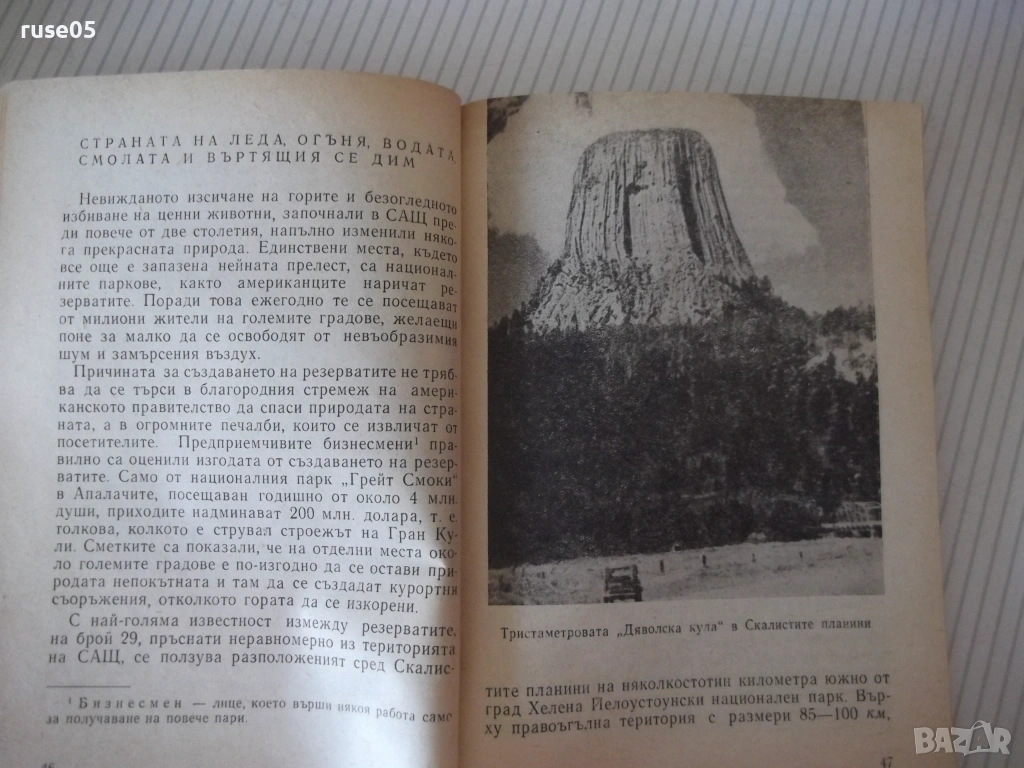 ruse05
СТРАНАТА НА ЛЕДА, ОГЪНЯ, ВОДАТА,
СМОЛАТА И ВЪРТЯЩИЯ СЕ ДИМ
Невижданото изсичане на горите и безогледното
избиване на ценни животни, започнали в САЩ пре-
ди повече от две столетия, напълно изменили няко-
га прекрасната природа. Единствени места, където
все още е запазена нейната прелест, са национал-
ните паркове, както американците наричат ре-
зерватите. Поради това ежегодно те се посещават
от милиони жители на големите градове, желаещи
поне за малко да се освободят от невъобразимия
шум и замърсения въздух.
Причината за създаването на резерватите не тряб-
ва да се търси в благородния стремеж на амери-
канското правителство да спаси природата на стра-
ната, а в огромните печалби, които се извличат от
посетителите. Предприемчивите бизнесмени¹ пра-
вилно са оценили изгодата от създаването на резер-
ватите. Само от националния парк „Грейт Смоки“
в Апалачите, посещаван годишно от около 4 млн.
души, приходите надминават 200 млн. долара, т. е.
толкова, колкото е струвал строежът на Гран Ку-
ли. Сметките са показали, че на отделни места око-
ло големите градове е по-изгодно да се остави при-
родата непокътната и там да се създадат курортни
съоръжения, отколкото гората да се изкорени.
С най-голяма известност измежду резерватите,
на брой 29, пръснати неравномерно из територията
на САЩ, се ползува разположеният сред Скалис-
¹ Бизнесмен — лице, което върши някоя работа само
за получаване на повече пари.
46
Тристаметровата „Дяволска кула“ в Скалистите планини
тите планини на няколкостотин километра южно от
град Хелена Йелоустоунски национален парк. Вър-
ху правоъгълна територия с размери 85—100 км,
47
BAZAR